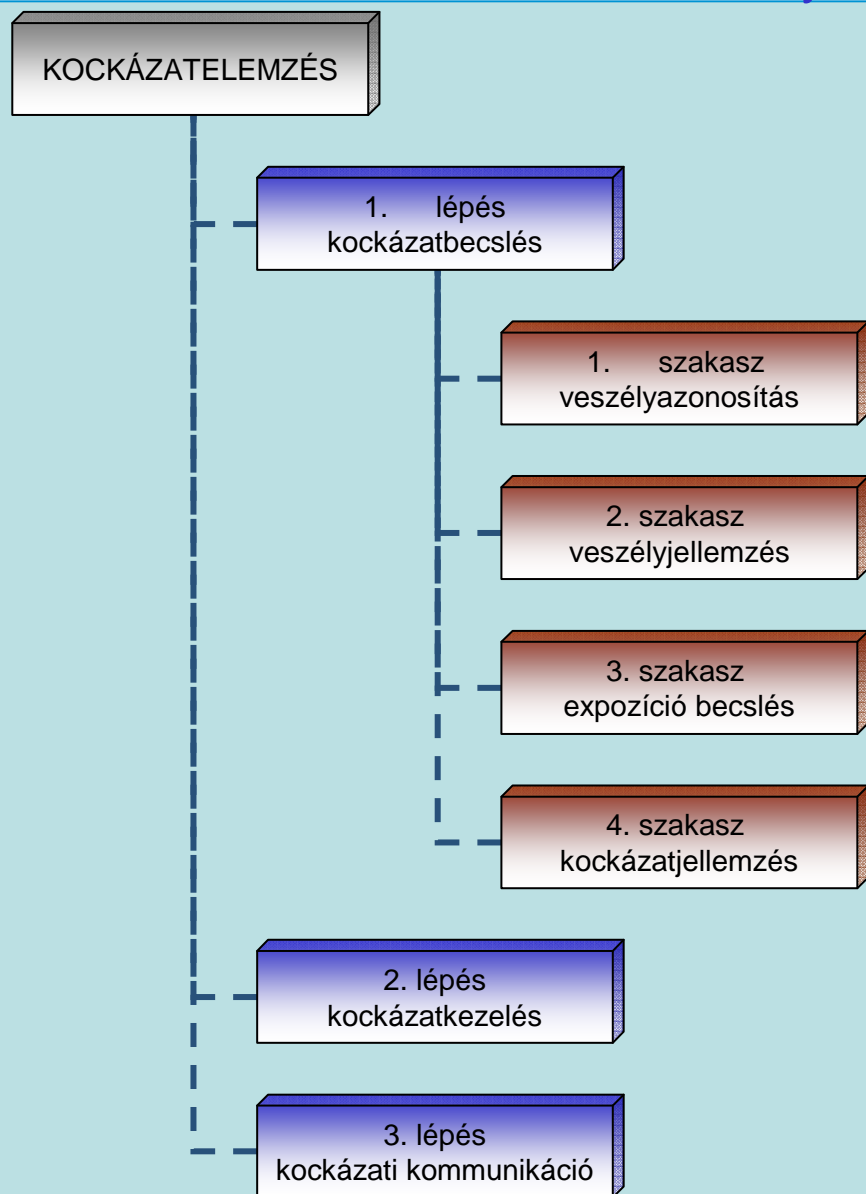 KOCKÁZATELEMZÉS
1. lépés
kockázatbecslés
1. szakasz
veszélyazonosítás
2. szakasz
veszélyjellemzés
3. szakasz
expozíció becslés
4. szakasz
kockázatjellemzés
2. lépés
kockázatkezelés
3. lépés
kockázati kommunikáció